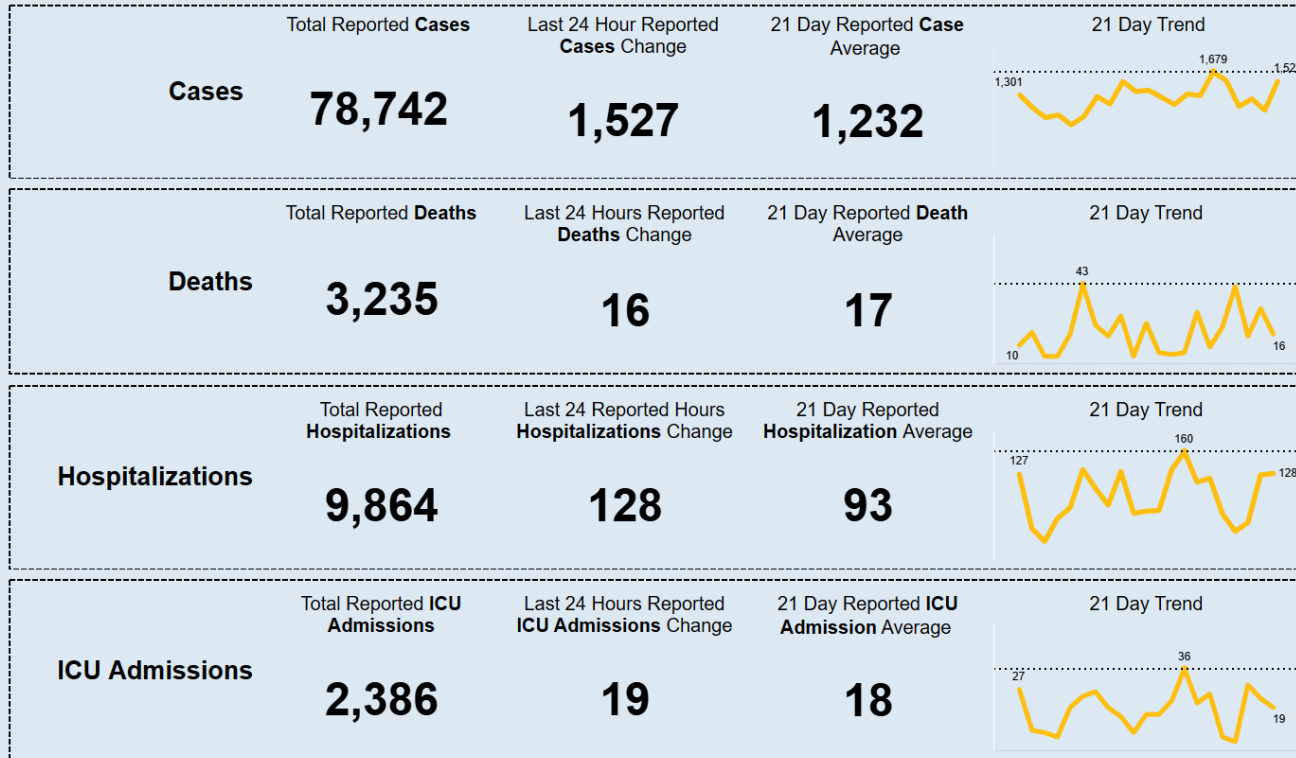 Total Reported Cases
Last 24 Hour Reported
Cases Change
21 Day Reported Case
Average
21 Day Trend
Cases
78,742
1,527
1,232
1,301
1,679
1,52
Total Reported Deaths
Last 24 Hours Reported
Deaths Change
21 Day Reported Death
Average
21 Day Trend
Deaths
3,235
16
17
10
43
16
Total Reported
Hospitalizations
Last 24 Reported Hours
Hospitalizations Change
21 Day Reported
Hospitalization Average
21 Day Trend
Hospitalizations
9,864
128
93
127
160
128
Total Reported ICU
Admissions
Last 24 Hours Reported
ICU Admissions Change
21 Day Reported ICU
Admission Average
21 Day Trend
ICU Admissions
2,386
19
18
27
36
19